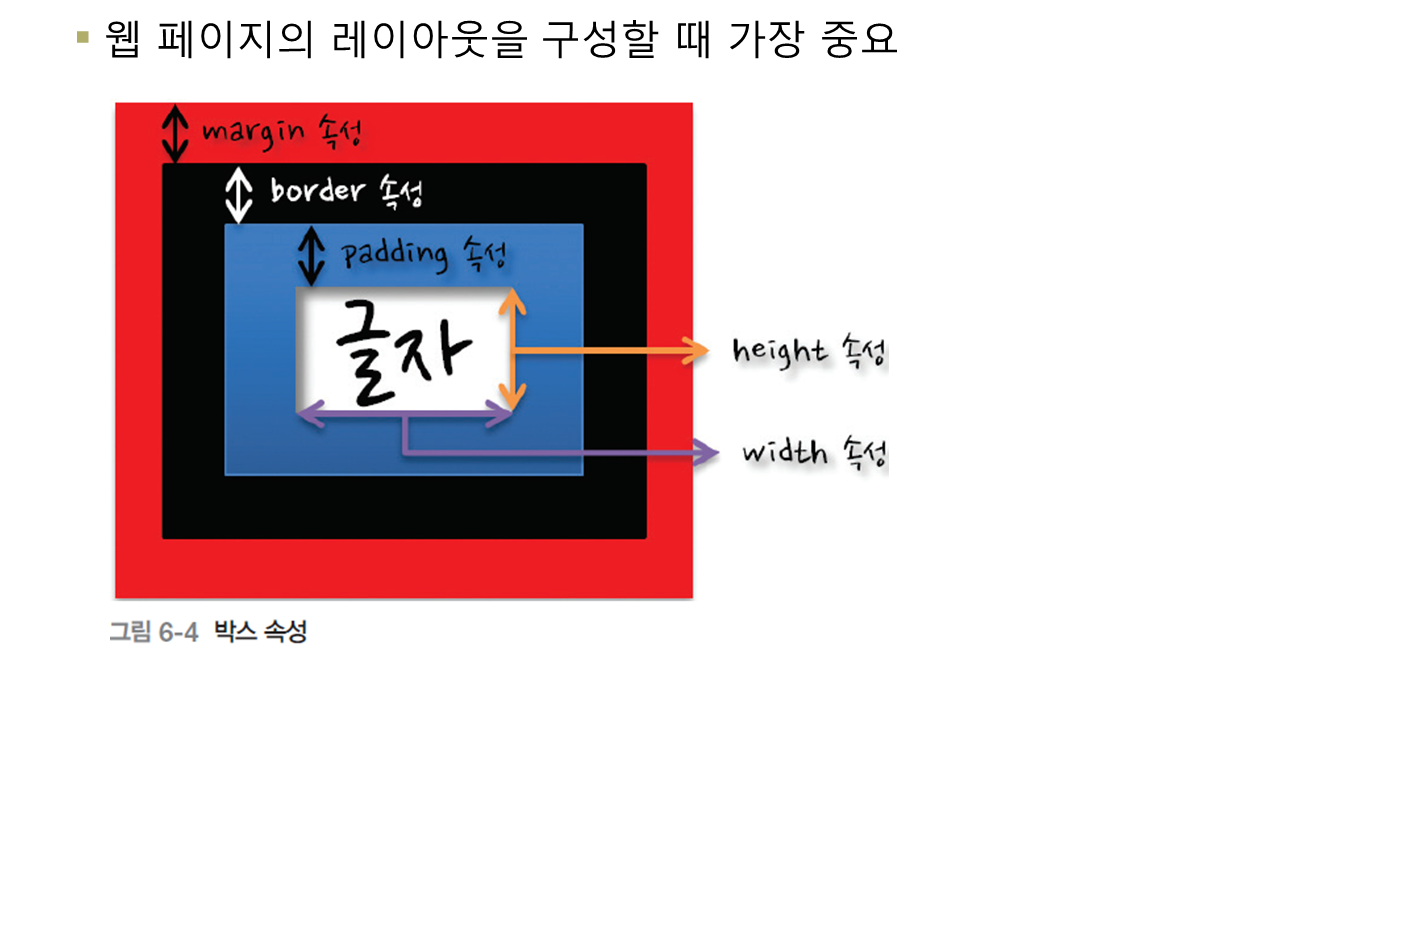 웹 페이지의 레이아웃을 구성할 때 가장 중요
margin 속성
border 속성
padding 속성
글자
height 속성
width 속성
그림 6-4 박스 속성